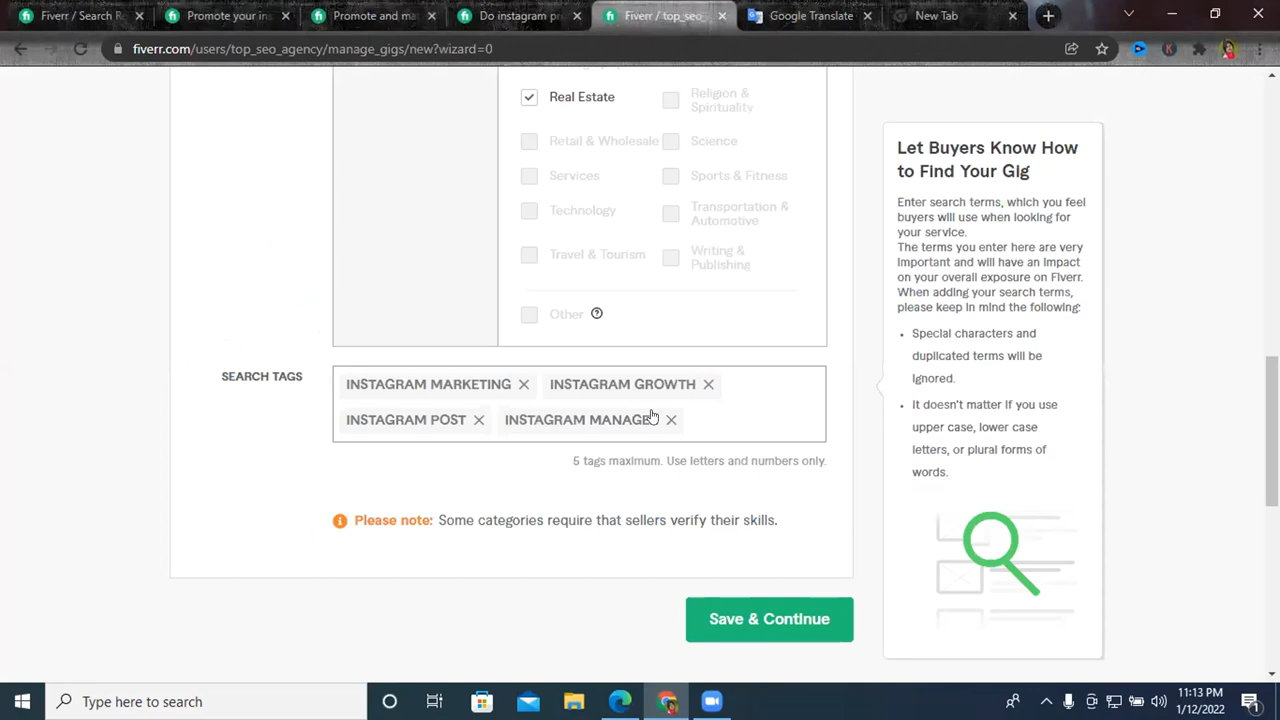 Fiverr / Search R
Promote your ins
Promote and ma
Do instagram pr
Fiverr / top_seo_
Google Translate
New Tab
fiverr.com/users/top_seo_agency/manage_gigs/new?wizard=0
K
Real Estate
Religion &
Spirituality
Retail & Wholesale
Science
Services
Sports & Fitness
Technology
Transportation &
Automotive
Travel & Tourism
Writing &
Publishing
Other
SEARCH TAGS
INSTAGRAM MARKETING
INSTAGRAM GROWTH
INSTAGRAM POST
INSTAGRAM MANAGE
5 tags maximum. Use letters and numbers only.
Please note: Some categories require that sellers verify their skills.
Save & Continue
Let Buyers Know How
to Find Your Gig
Enter search terms, which you feel
buyers will use when looking for
your service.
The terms you enter here are very
important and will have an impact
on your overall exposure on Fiverr.
When adding your search terms,
please keep in mind the following:
Special characters and
duplicated terms will be
ignored.
It doesn't matter if you use
upper case, lower case
letters, or plural forms of
words.
Type here to search
11:13 PM
1/12/2022
1